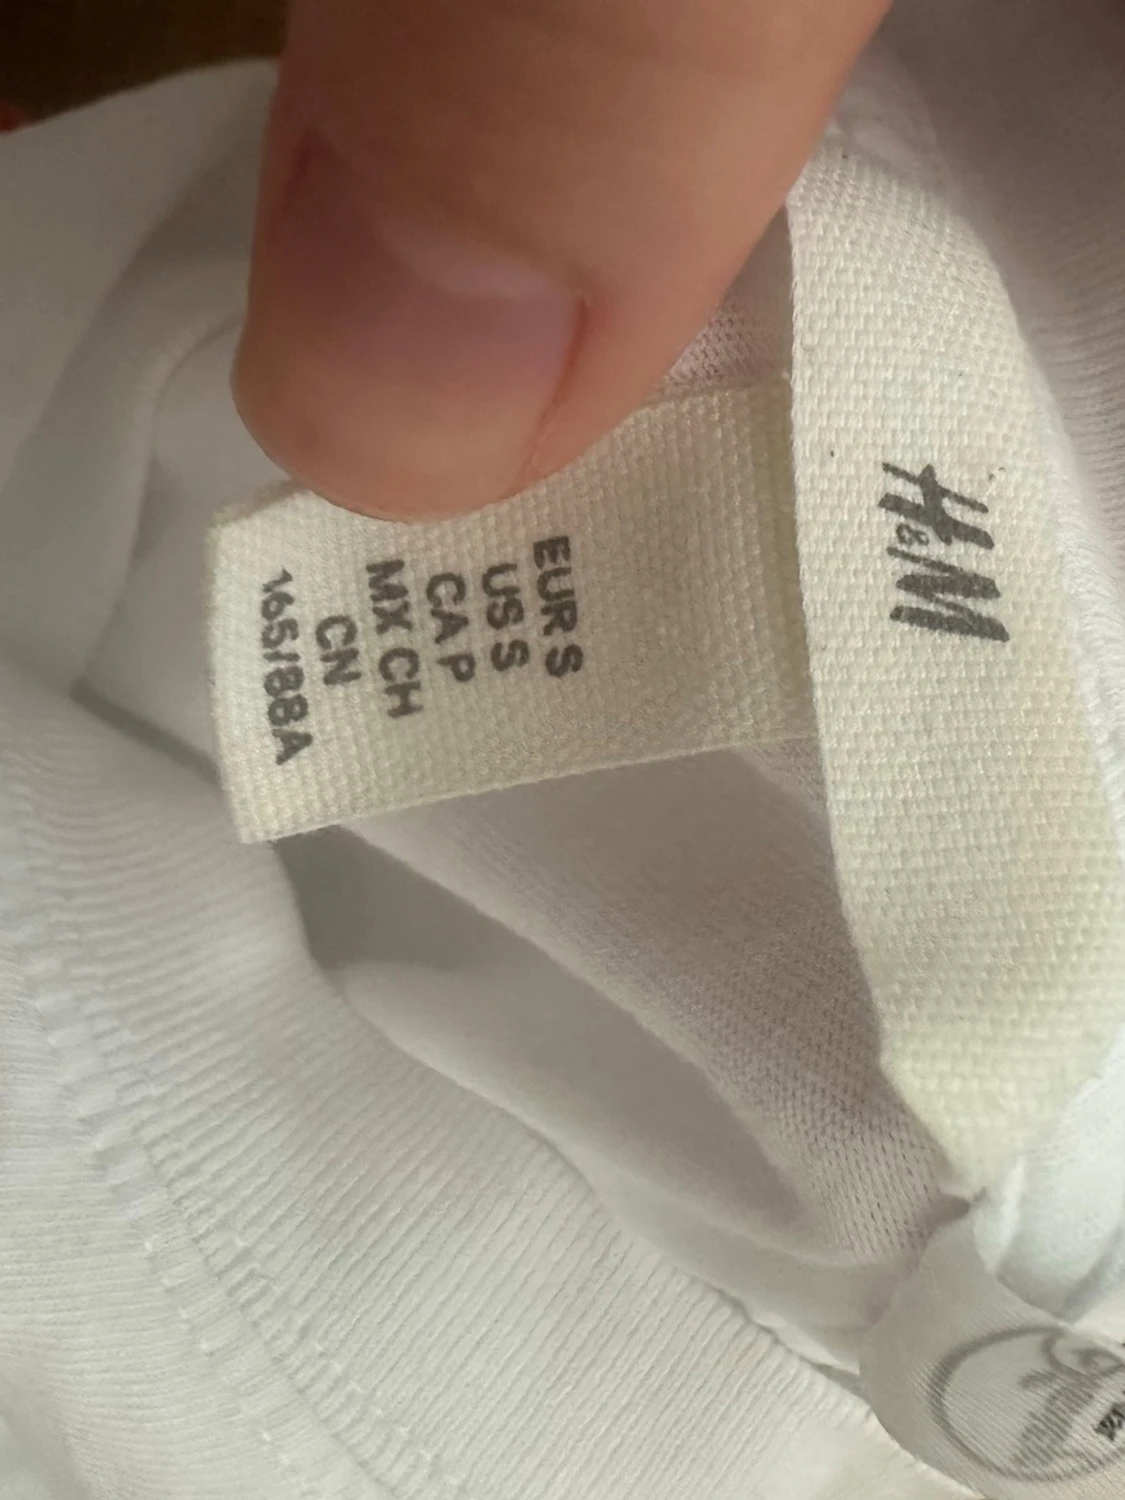 H&M
EUR S
US S
CA P
MX CH
CN
165/88A